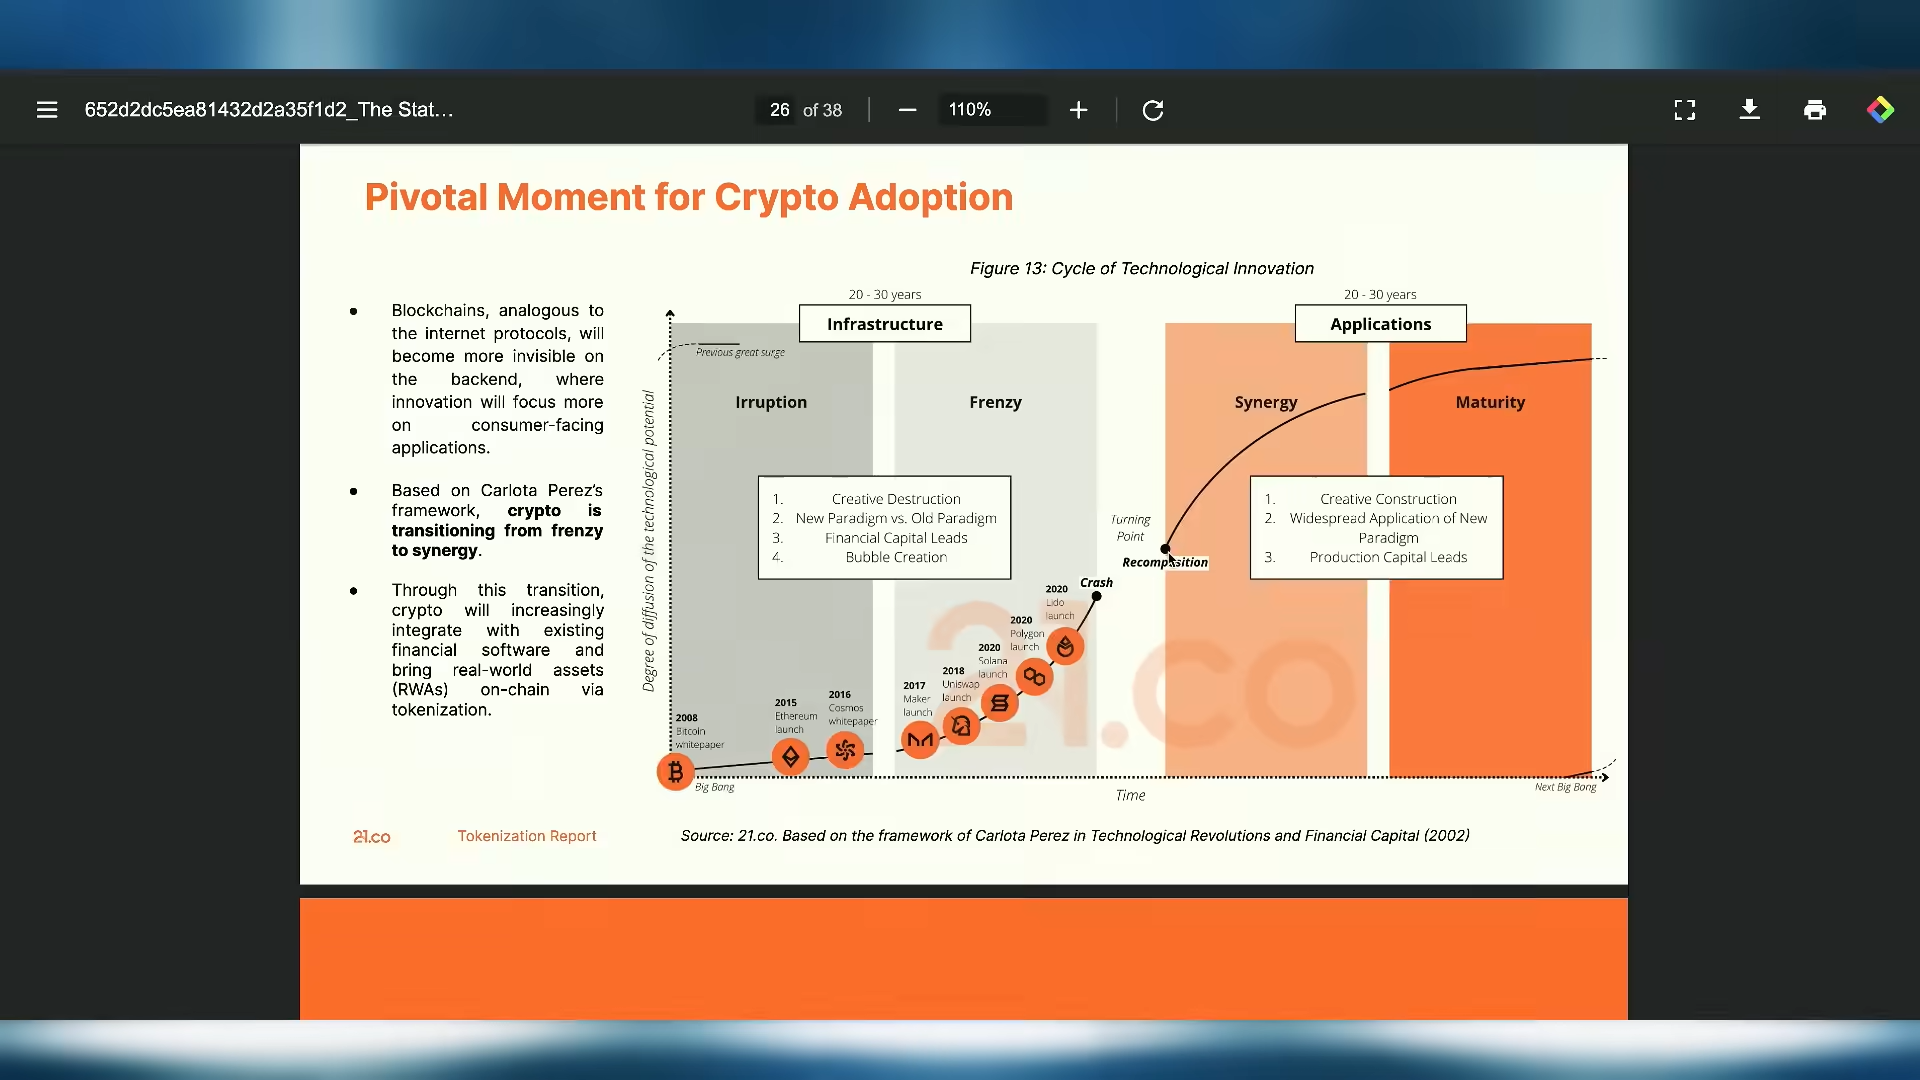 652d2dc5ea81432d2a35f1d2_The Stat...
26 of 38
110%
Pivotal Moment for Crypto Adoption
Figure 13: Cycle of Technological Innovation
Blockchains, analogous to
the internet protocols, will
become more invisible on
the backend, where
innovation will focus more
on consumer-facing
applications.
Based on Carlota Perez's
framework, crypto is
transitioning from frenzy
to synergy.
Through this transition,
crypto will increasingly
integrate with existing
financial software and
bring real-world assets
(RWAs) on-chain via
tokenization.
20 - 30 years
Infrastructure
20 - 30 years
Applications
Previous great surge
Degree of diffusion of the technological potential
Irruption
Frenzy
Synergy
Maturity
1. Creative Destruction
2. New Paradigm vs. Old Paradigm
3. Financial Capital Leads
4. Bubble Creation
Turning
Point
Recomposition
1. Creative Construction
2. Widespread Application of New
Paradigm
3. Production Capital Leads
Crash
2020
Lido
launch
2020
Polygon
launch
2020
Solana
launch
2018
Uniswap
launch
2017
Maker
launch
2016
Cosmos
whitepaper
2015
Ethereum
launch
2008
Bitcoin
whitepaper
21.co
Big Bang
Time
Next Big Bang
21.co
Tokenization Report
Source: 21.co. Based on the framework of Carlota Perez in Technological Revolutions and Financial Capital (2002)